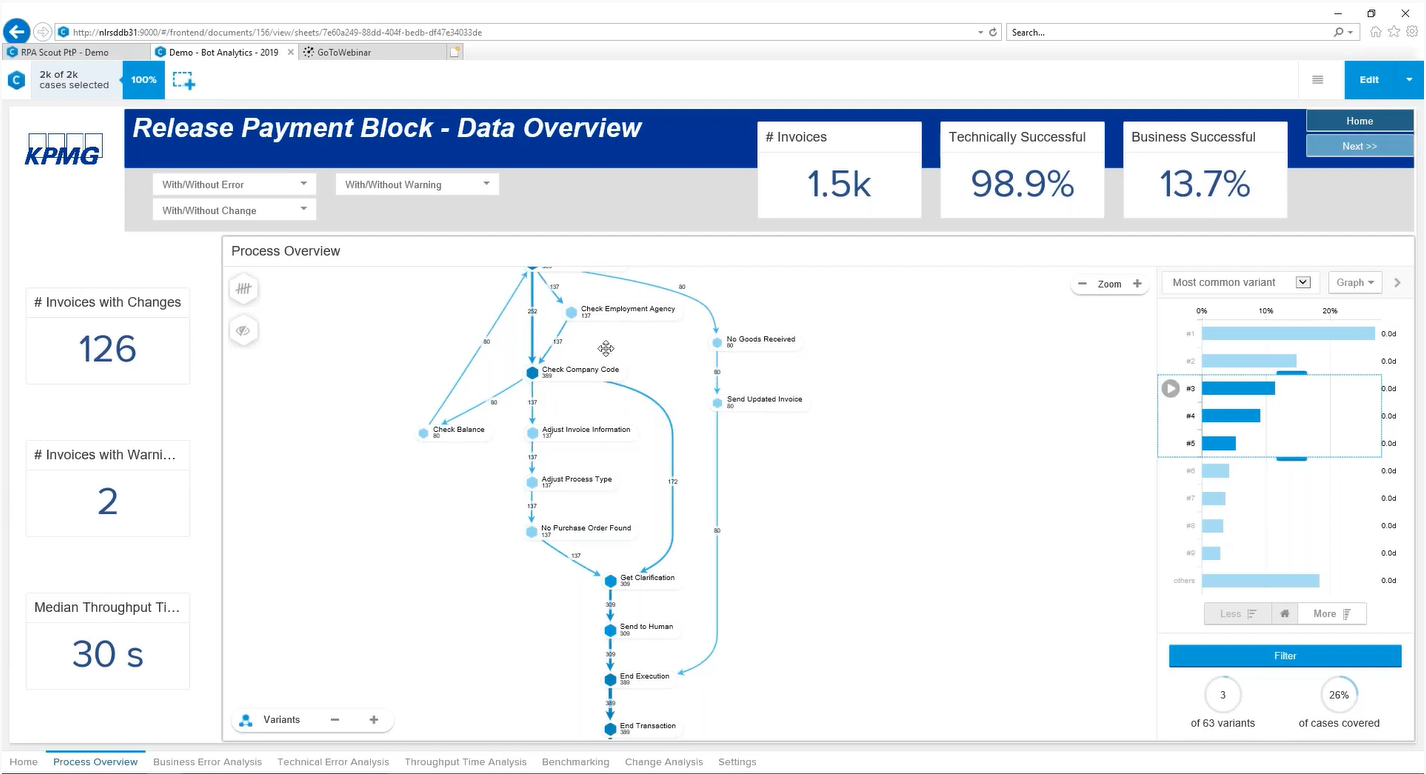 http://nlrsddb31:9000/#/frontend/documents/156/view/sheets/7e60a249-88dd-404f-bedb-df47e34033de
Search...
RPA Scout PtP - Demo
Demo - Bot Analytics - 2019
GoToWebinar
2k of 2k
cases selected
100%
Edit
KPMG
Release Payment Block - Data Overview
# Invoices
1.5k
Technically Successful
98.9%
Business Successful
13.7%
Home
Next >>
With/Without Error
With/Without Warning
With/Without Change
# Invoices with Changes
126
# Invoices with Warni...
2
Median Throughput Ti...
30 s
Process Overview
Zoom
137
80
252
Check Employment Agency
137
80
137
No Goods Received
80
Check Company Code
389
80
80
137
Send Updated Invoice
80
Check Balance
80
Adjust Invoice Information
137
137
Adjust Process Type
137
172
137
No Purchase Order Found
137
80
137
Get Clarification
309
309
Send to Human
309
309
End Execution
389
389
End Transaction
389
Variants
Most common variant
Graph
0%
10%
20%
#1
0.0d
#2
0.0d
#3
0.0d
#4
0.0d
#5
0.0d
#6
0.0d
#7
0.0d
#8
0.0d
#9
0.0d
others
0.0d
Less
More
Filter
3
of 63 variants
26%
of cases covered
Home
Process Overview
Business Error Analysis
Technical Error Analysis
Throughput Time Analysis
Benchmarking
Change Analysis
Settings